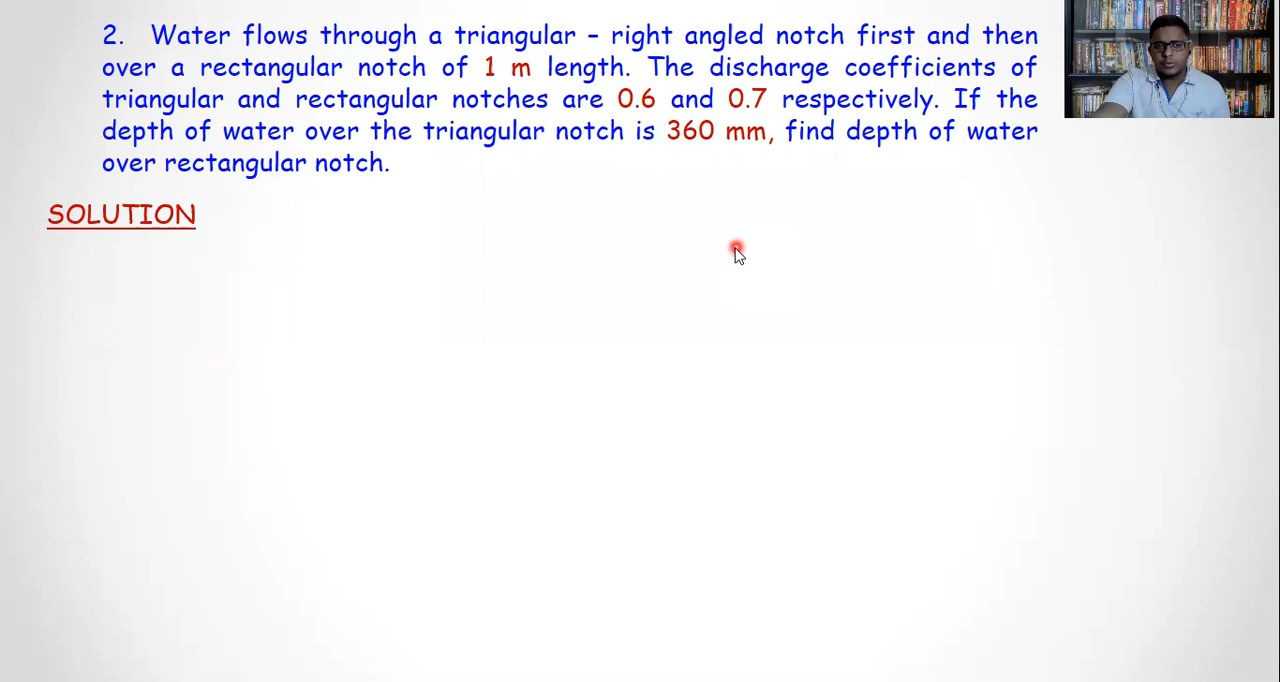 2. Water flows through a triangular – right angled notch first and then
over a rectangular notch of 1 m length. The discharge coefficients of
triangular and rectangular notches are 0.6 and 0.7 respectively. If the
depth of water over the triangular notch is 360 mm, find depth of water
over rectangular notch.
SOLUTION